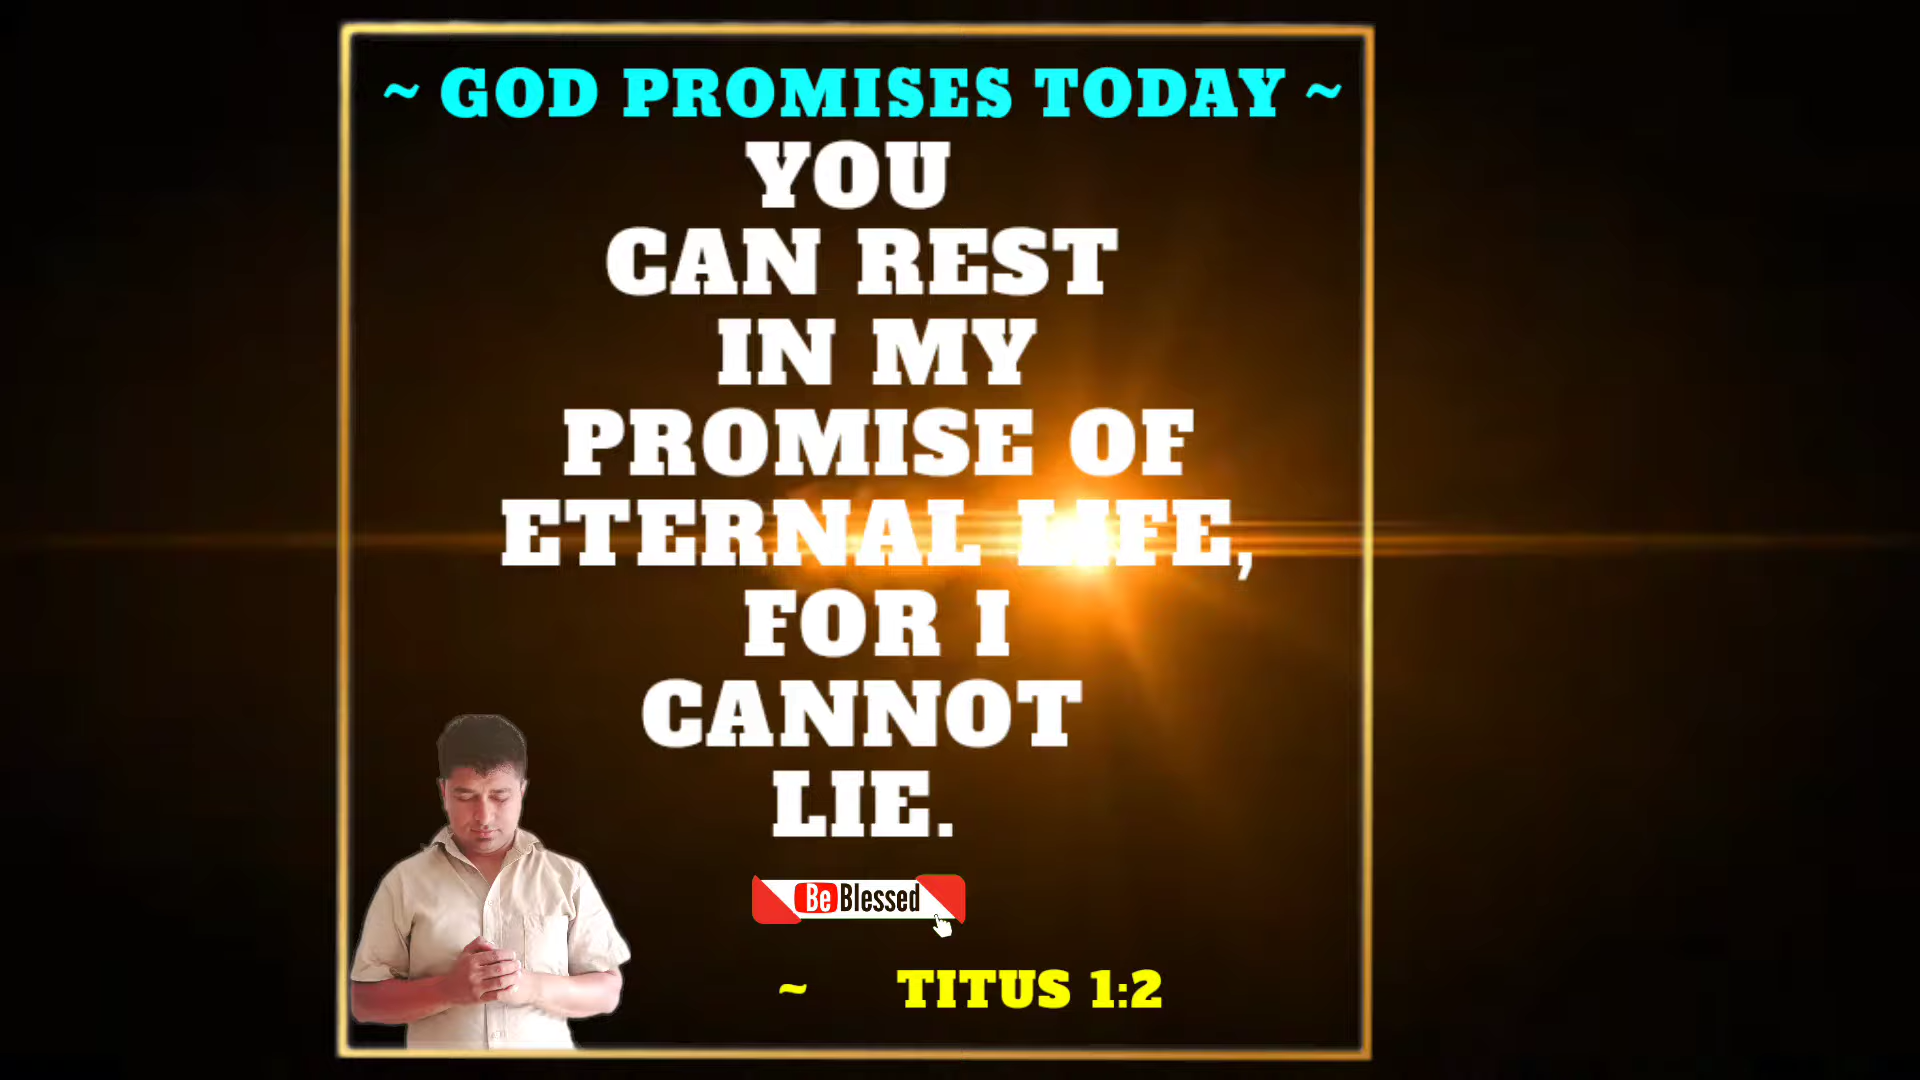 ~ GOD PROMISES TODAY ~
YOU
CAN REST
IN MY
PROMISE OF
ETERNAL LIFE,
FOR I
CANNOT
LIE.
Be Blessed
~ TITUS 1:2